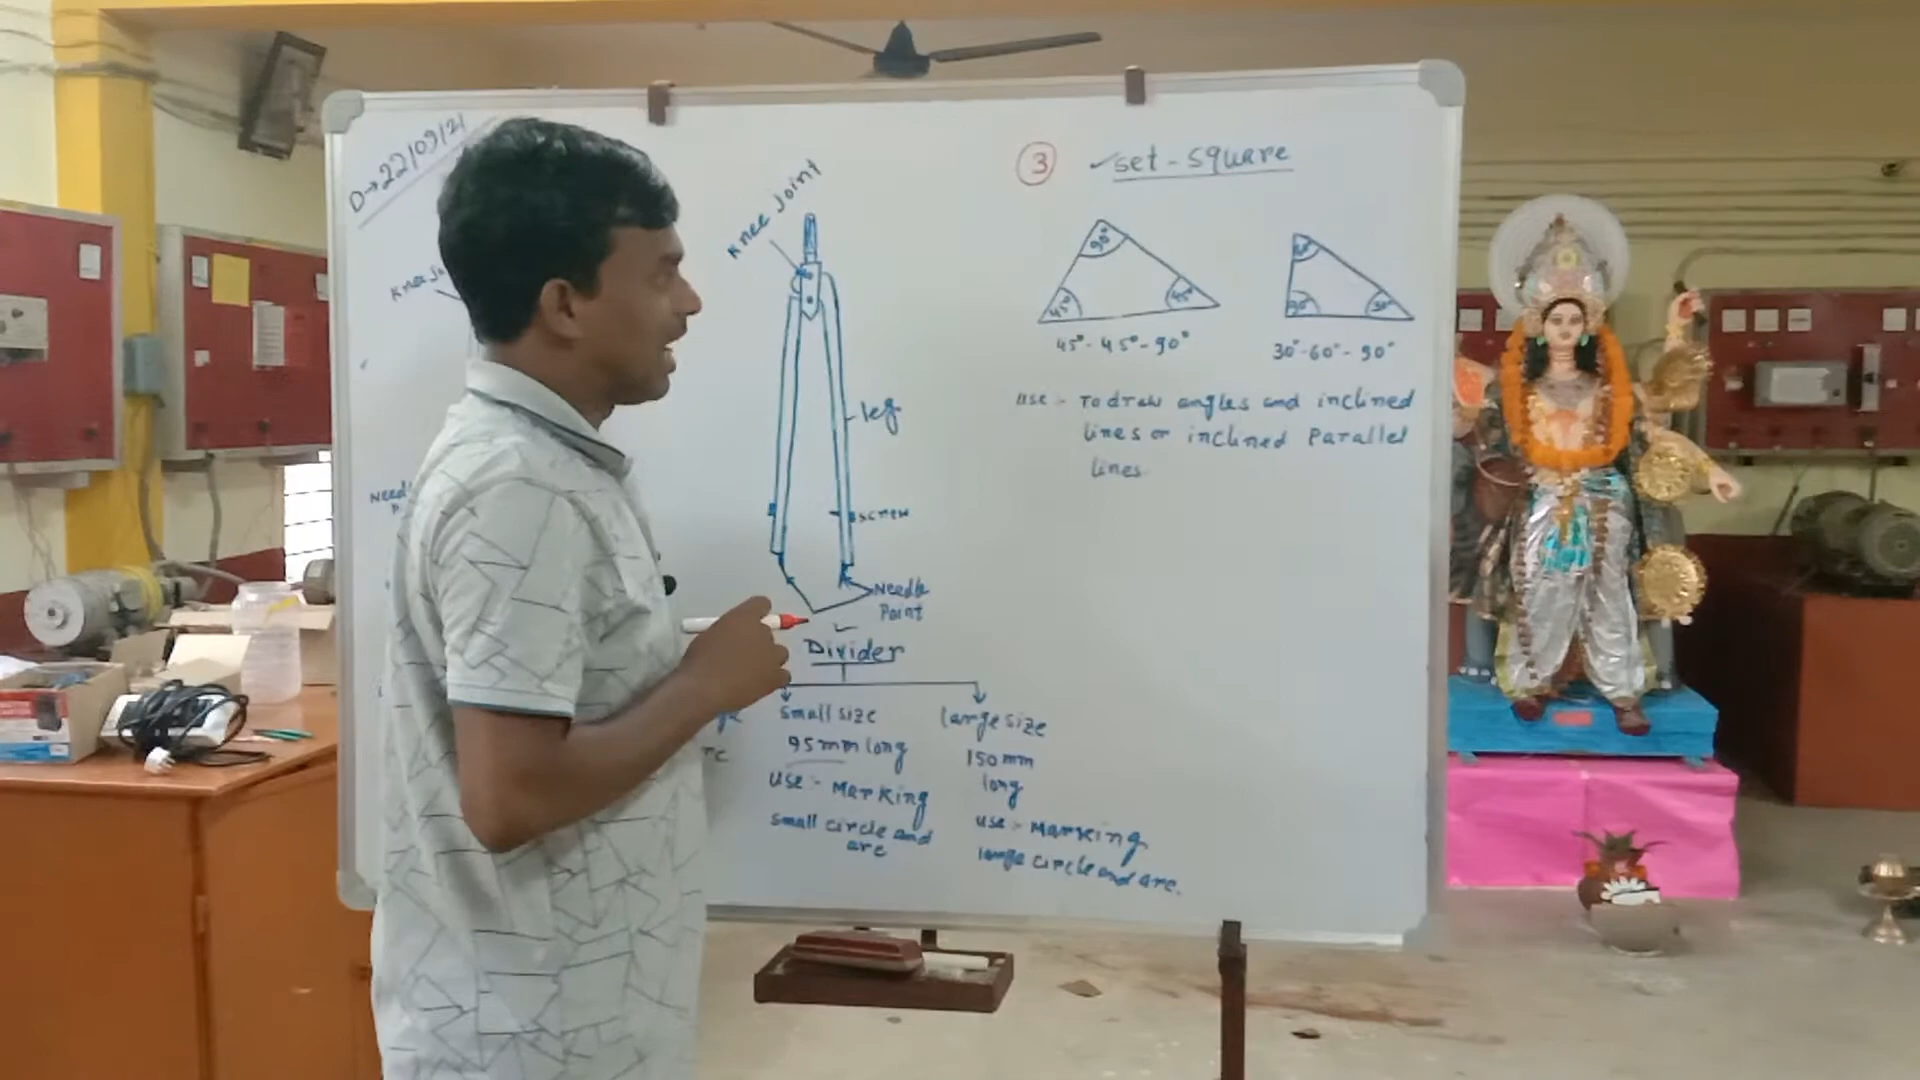 D→22/09/21
Knee Joint
leg
screw
Needle
Point
Divider
small size
95mm long
use :- Marking
small circle and
arc
large size
150mm
long
use :- Marking
large circle and arc.
3 ✓ set-square
90°
45°
45°
45°-45°-90°
60°
90°
30°
30°-60°-90°
use :- To draw angles and inclined
lines or inclined Parallel
lines